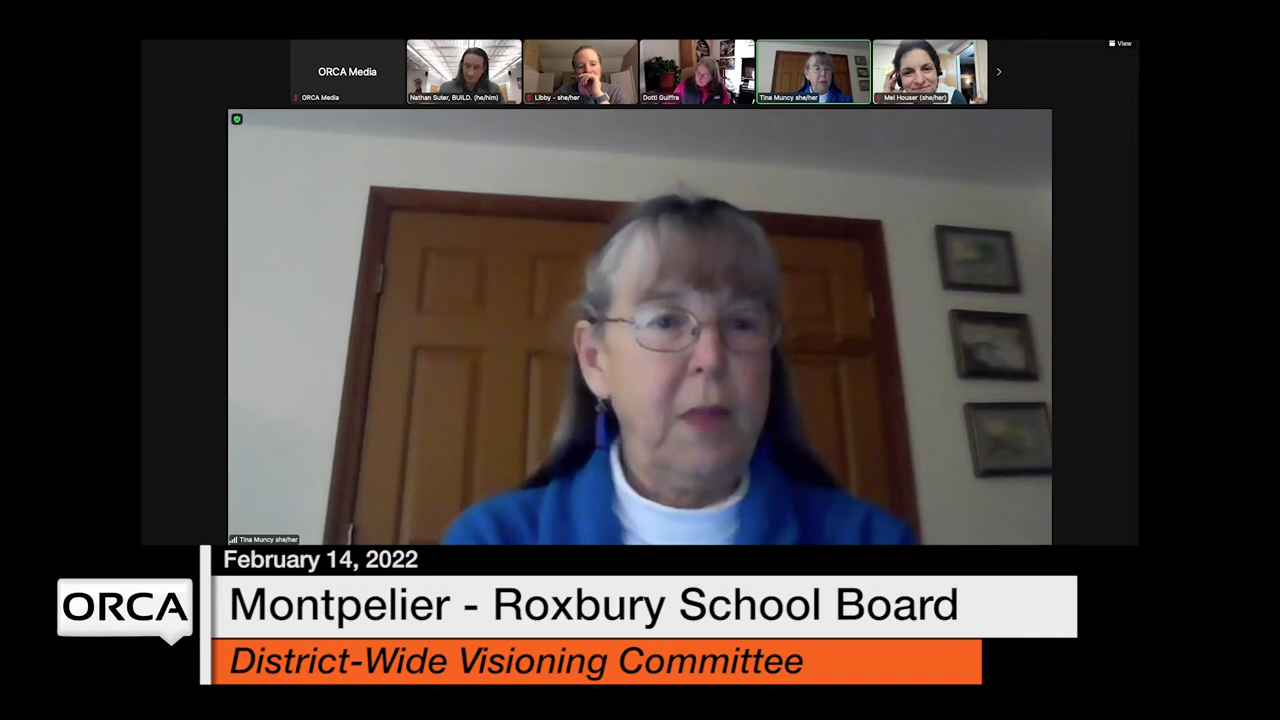 View
ORCA Media
ORCA Media
Nathan Suter, BUILD. (he/him)
Libby - she/her
Dotti Guiffre
Tina Muncy she/her
Mel Houser (she/her)
Tina Muncy she/her
February 14, 2022
ORCA
Montpelier - Roxbury School Board
District-Wide Visioning Committee